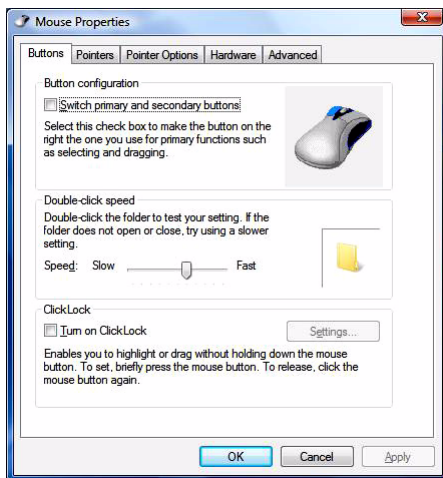 Mouse Properties
Buttons Pointers Pointer Options Hardware Advanced
Button configuration
Switch primary and secondary buttons
Select this check box to make the button on the
right the one you use for primary functions such
as selecting and dragging.
Double-click speed
Double-click the folder to test your setting. If the
folder does not open or close, try using a slower
setting.
Speed: Slow Fast
ClickLock
Turn on ClickLock Settings...
Enables you to highlight or drag without holding down the mouse
button. To set, briefly press the mouse button. To release, click the
mouse button again.
OK Cancel Apply